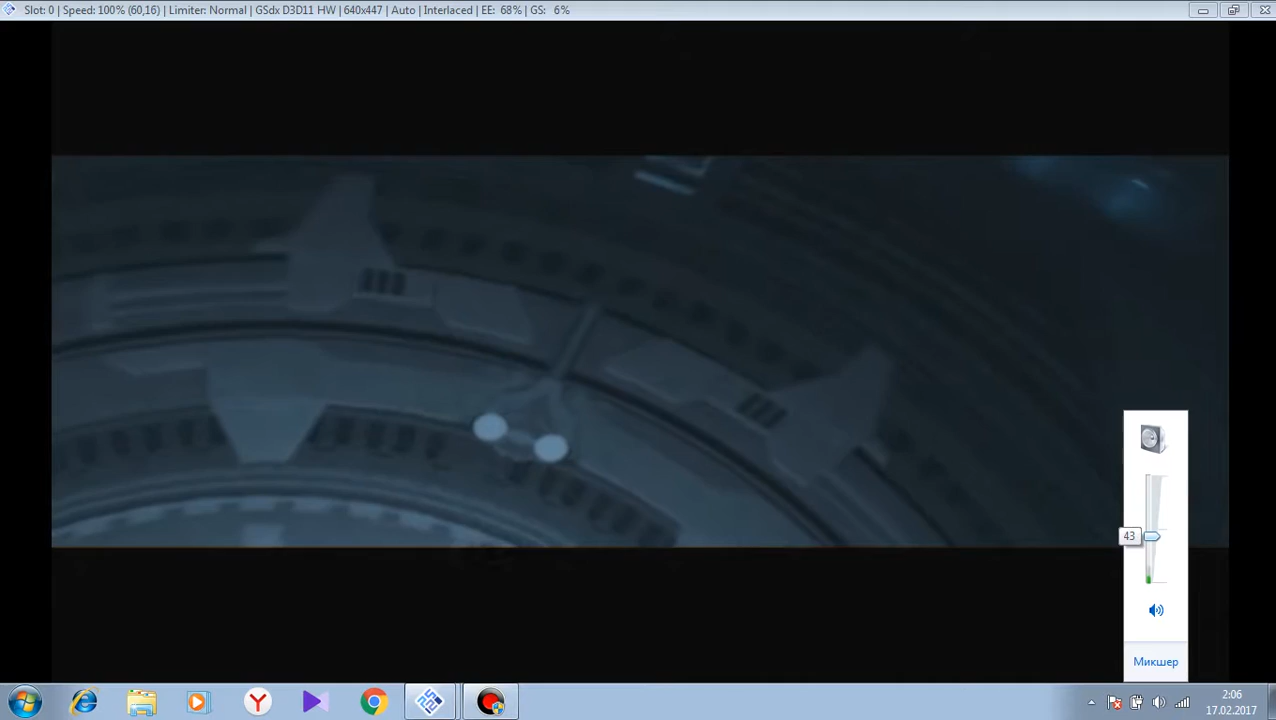 Slot: 0 | Speed: 100% (60,16) | Limiter: Normal | GSdx D3D11 HW | 640x447 | Auto | Interlaced | EE: 68% | GS: 6%
43
Микшер
2:06
17.02.2017